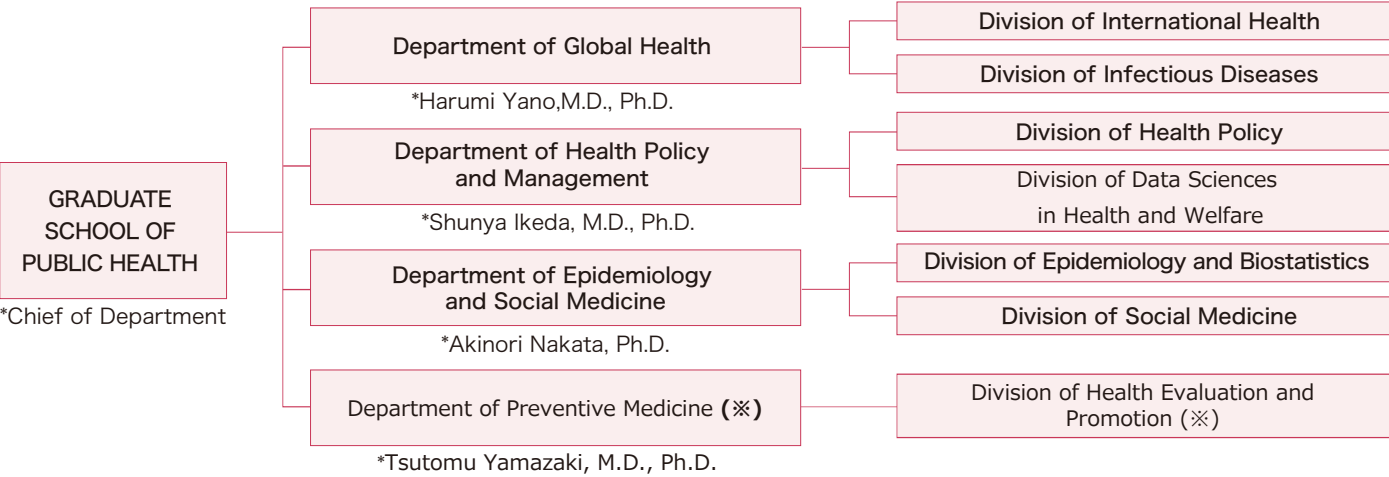 GRADUATE
SCHOOL OF
PUBLIC HEALTH
*Chief of Department
Department of Global Health
*Harumi Yano,M.D., Ph.D.
Division of International Health
Division of Infectious Diseases
Department of Health Policy
and Management
*Shunya Ikeda, M.D., Ph.D.
Division of Health Policy
Division of Data Sciences
in Health and Welfare
Department of Epidemiology
and Social Medicine
*Akinori Nakata, Ph.D.
Division of Epidemiology and Biostatistics
Division of Social Medicine
Department of Preventive Medicine (※)
*Tsutomu Yamazaki, M.D., Ph.D.
Division of Health Evaluation and
Promotion (※)